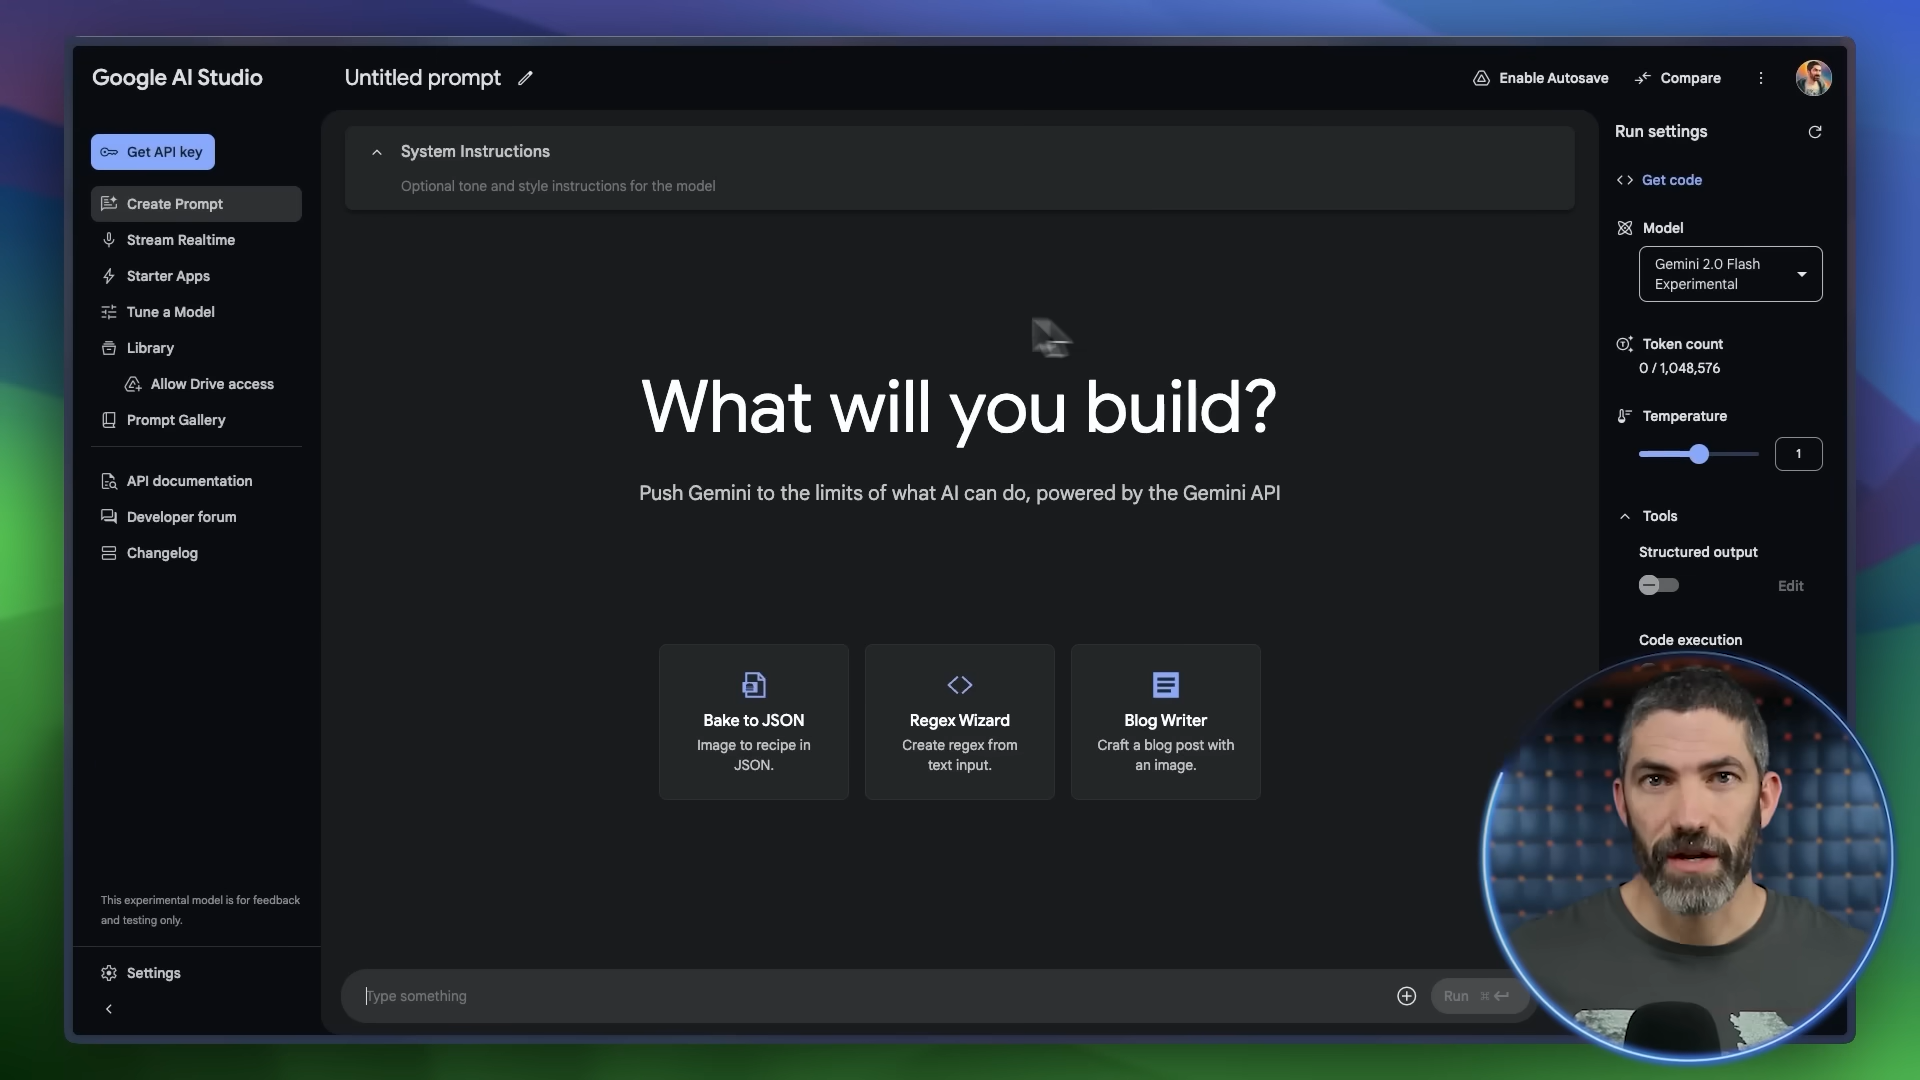 Google AI Studio
Untitled prompt
Enable Autosave
Compare
Get API key
Create Prompt
Stream Realtime
Starter Apps
Tune a Model
Library
Allow Drive access
Prompt Gallery
API documentation
Developer forum
Changelog
This experimental model is for feedback
and testing only.
Settings
System Instructions
Optional tone and style instructions for the model
What will you build?
Push Gemini to the limits of what AI can do, powered by the Gemini API
Bake to JSON
Image to recipe in
JSON.
Regex Wizard
Create regex from
text input.
Blog Writer
Craft a blog post with
an image.
Type something
Run ⌘
Run settings
Get code
Model
Gemini 2.0 Flash
Experimental
Token count
0 / 1,048,576
Temperature
1
Tools
Structured output
Edit
Code execution